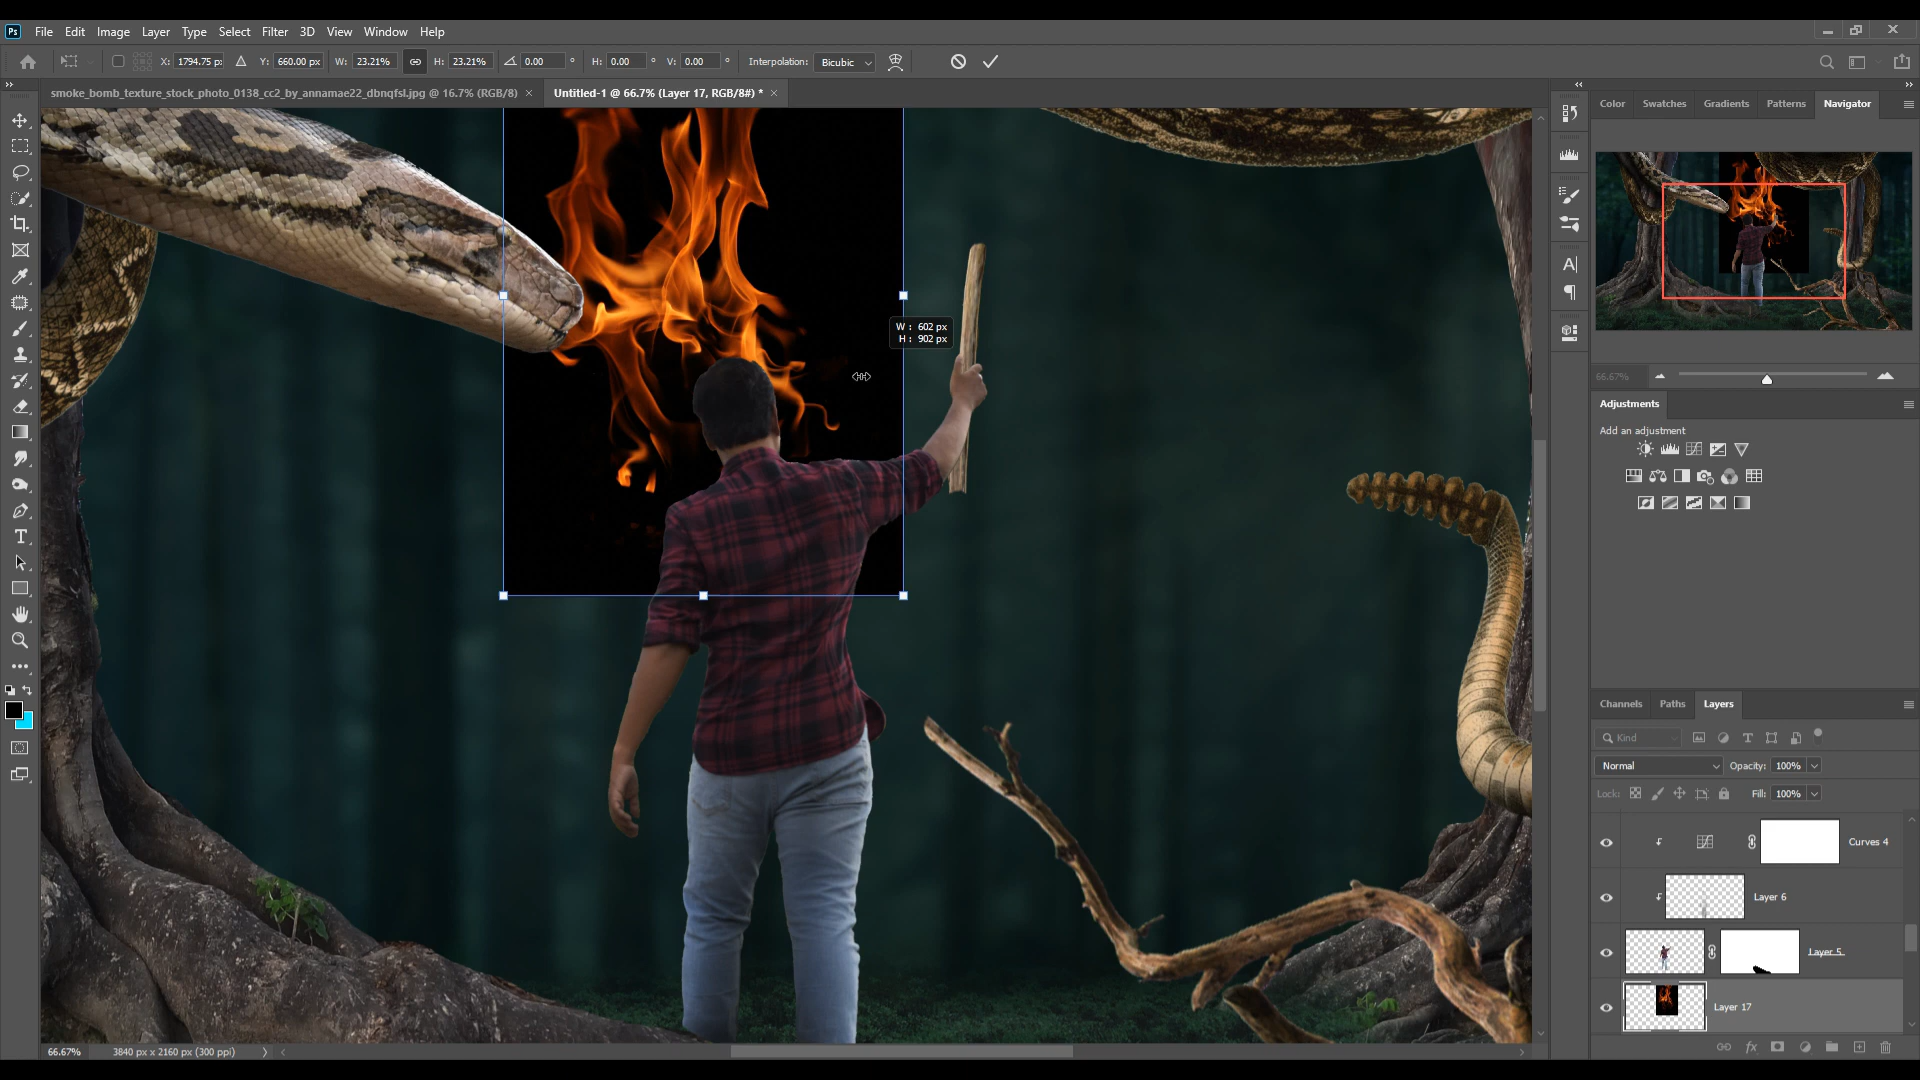 Ps File Edit Image Layer Type Select Filter 3D View Window Help
X: 1794.75 px Y: 660.00 px W: 23.21% H: 23.21% 0.00 ° H: 0.00 ° V: 0.00 ° Interpolation: Bicubic
smoke_bomb_texture_stock_photo_0138_cc2_by_annamae22_dbnqfsl.jpg @ 16.7% (RGB/8) × Untitled-1 @ 66.7% (Layer 17, RGB/8#) * ×
Color Swatches Gradients Patterns Navigator
W : 602 px
H : 902 px
66.67%
Adjustments
Add an adjustment
Channels Paths Layers
Kind
Normal Opacity: 100%
Lock: Fill: 100%
Curves 4
Layer 6
Layer 5
Layer 17
66.67% 3840 px x 2160 px (300 ppi)